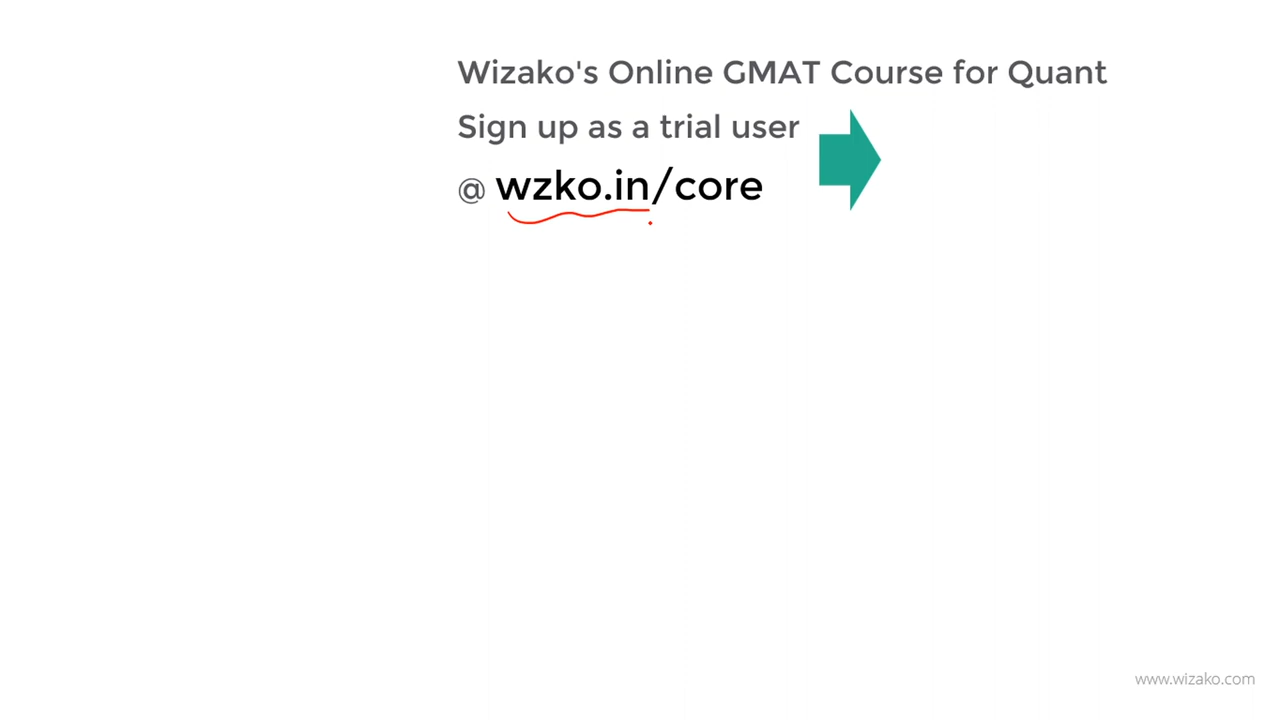 Wizako's Online GMAT Course for Quant
Sign up as a trial user
@ wzko.in/core
www.wizako.com